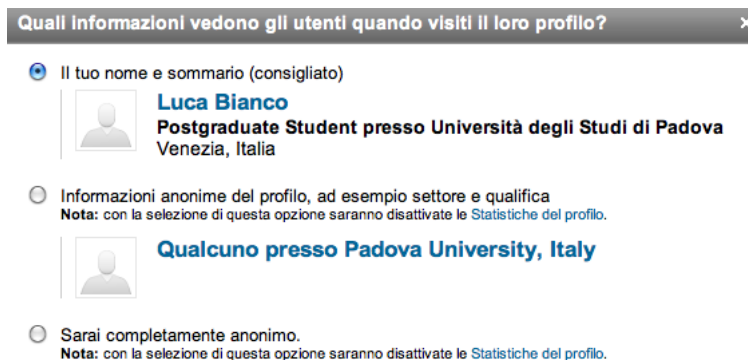 Quali informazioni vedono gli utenti quando visiti il loro profilo?
Il tuo nome e sommario (consigliato)
Luca Bianco
Postgraduate Student presso Università degli Studi di Padova
Venezia, Italia
Informazioni anonime del profilo, ad esempio settore e qualifica
Nota: con la selezione di questa opzione saranno disattivate le Statistiche del profilo.
Qualcuno presso Padova University, Italy
Sarai completamente anonimo.
Nota: con la selezione di questa opzione saranno disattivate le Statistiche del profilo.